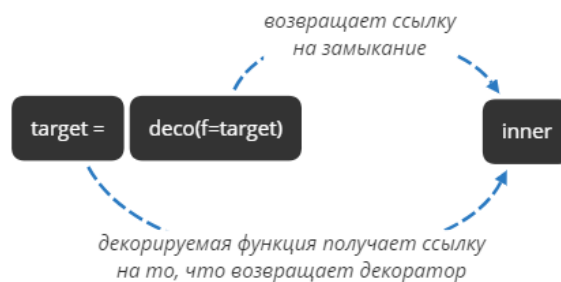 возвращает ссылку
на замыкание
target = deco(f=target) inner
декорируемая функция получает ссылку
на то, что возвращает декоратор